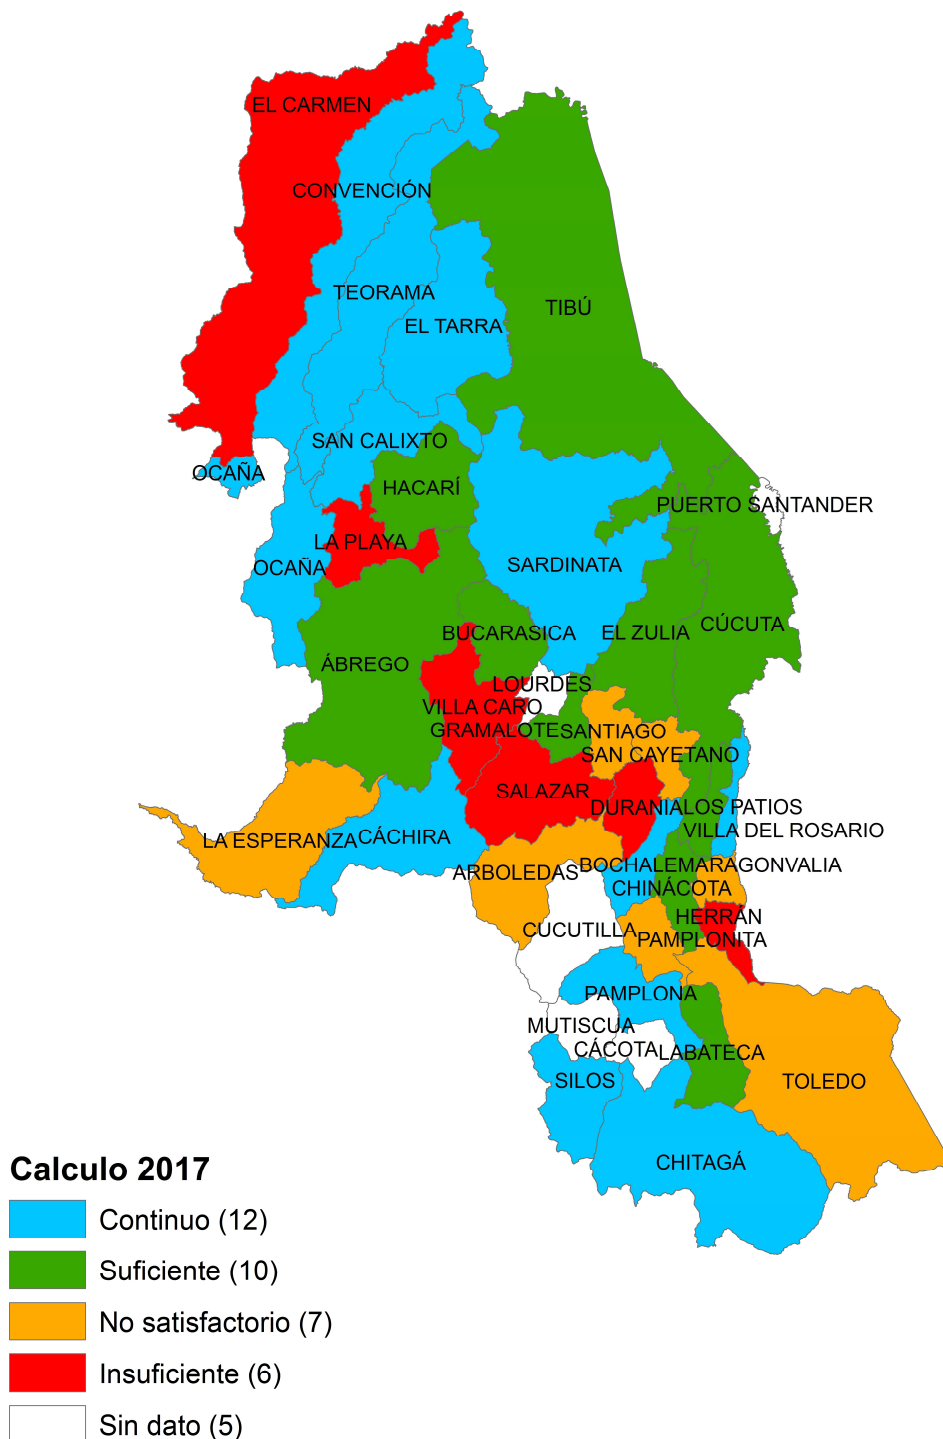 EL CARMEN
CONVENCIÓN
TEORAMA
TIBÚ
EL TARRA
SAN CALIXTO
OCAÑA
HACARÍ
PUERTO SANTANDER
LA PLAYA
OCAÑA
SARDINATA
CÚCUTA
BUCARASICA
EL ZULIA
ÁBREGO
LOURDES
VILLA CARO
GRAMALOTE
SANTIAGO
SAN CAYETANO
SALAZAR
DURANIA
LOS PATIOS
VILLA DEL ROSARIO
LA ESPERANZA
CÁCHIRA
ARBOLEDAS
BOCHALEMA
RAGONVALIA
CHINÁCOTA
HERRÁN
CUCUTILLA
PAMPLONITA
PAMPLONA
MUTISCUA
CÁCOTA
LABATECA
SILOS
TOLEDO
CHITAGÁ
Calculo 2017
Continuo (12)
Suficiente (10)
No satisfactorio (7)
Insuficiente (6)
Sin dato (5)